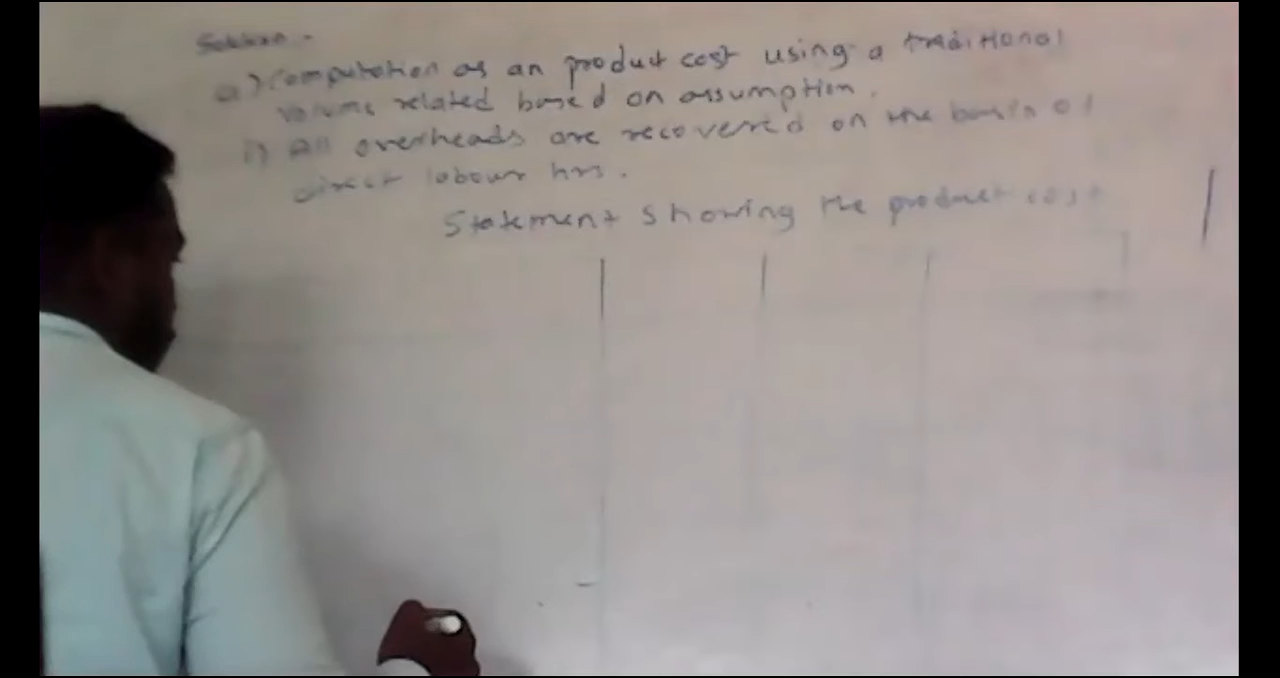 Solution.
a) Computation of an product cost using a traditional
volume related based on assumption.
i) All overheads are recovered on the basis of
direct labour hrs.
Statement showing the product cost